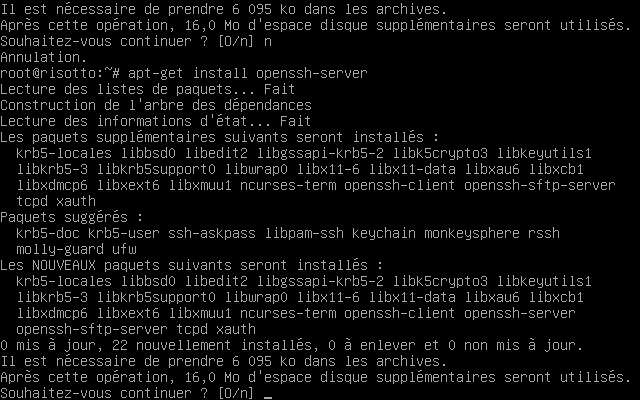 Il est nécessaire de prendre 6 095 ko dans les archives.
Après cette opération, 16,0 Mo d'espace disque supplémentaires seront utilisés.
Souhaitez-vous continuer ? [O/n] n
Annulation.
root@risotto:~# apt-get install openssh-server
Lecture des listes de paquets... Fait
Construction de l'arbre des dépendances
Lecture des informations d'état... Fait
Les paquets supplémentaires suivants seront installés :
  krb5-locales libbsd0 libedit2 libgssapi-krb5-2 libk5crypto3 libkeyutils1
  libkrb5-3 libkrb5support0 libwrap0 libx11-6 libx11-data libxau6 libxcb1
  libxdmcp6 libxext6 libxmuu1 ncurses-term openssh-client openssh-sftp-server
  tcpd xauth
Paquets suggérés :
  krb5-doc krb5-user ssh-askpass libpam-ssh keychain monkeysphere rssh
  molly-guard ufw
Les NOUVEAUX paquets suivants seront installés :
  krb5-locales libbsd0 libedit2 libgssapi-krb5-2 libk5crypto3 libkeyutils1
  libkrb5-3 libkrb5support0 libwrap0 libx11-6 libx11-data libxau6 libxcb1
  libxdmcp6 libxext6 libxmuu1 ncurses-term openssh-client openssh-server
  openssh-sftp-server tcpd xauth
0 mis à jour, 22 nouvellement installés, 0 à enlever et 0 non mis à jour.
Il est nécessaire de prendre 6 095 ko dans les archives.
Après cette opération, 16,0 Mo d'espace disque supplémentaires seront utilisés.
Souhaitez-vous continuer ? [O/n] _